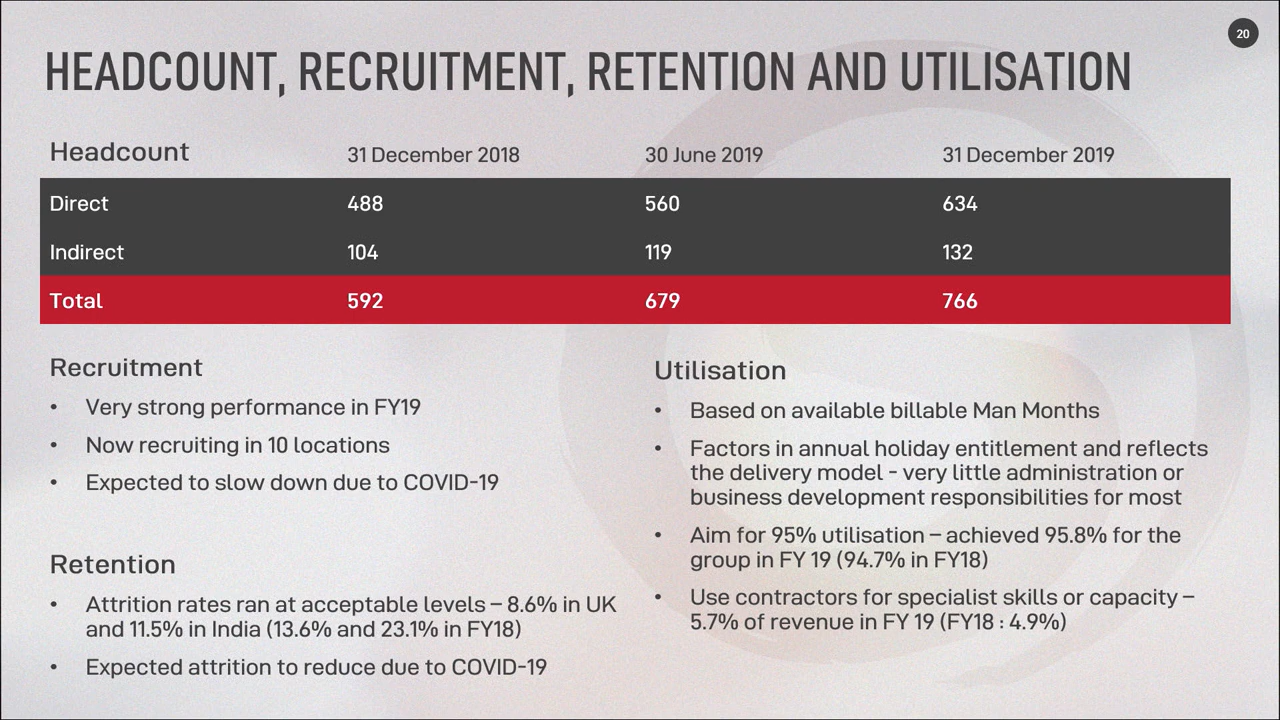 20
HEADCOUNT, RECRUITMENT, RETENTION AND UTILISATION
Headcount 31 December 2018 30 June 2019 31 December 2019
Direct 488 560 634
Indirect 104 119 132
Total 592 679 766
Recruitment
• Very strong performance in FY19
• Now recruiting in 10 locations
• Expected to slow down due to COVID-19
Retention
• Attrition rates ran at acceptable levels – 8.6% in UK
and 11.5% in India (13.6% and 23.1% in FY18)
• Expected attrition to reduce due to COVID-19
Utilisation
• Based on available billable Man Months
• Factors in annual holiday entitlement and reflects
the delivery model - very little administration or
business development responsibilities for most
• Aim for 95% utilisation – achieved 95.8% for the
group in FY 19 (94.7% in FY18)
• Use contractors for specialist skills or capacity –
5.7% of revenue in FY 19 (FY18 : 4.9%)